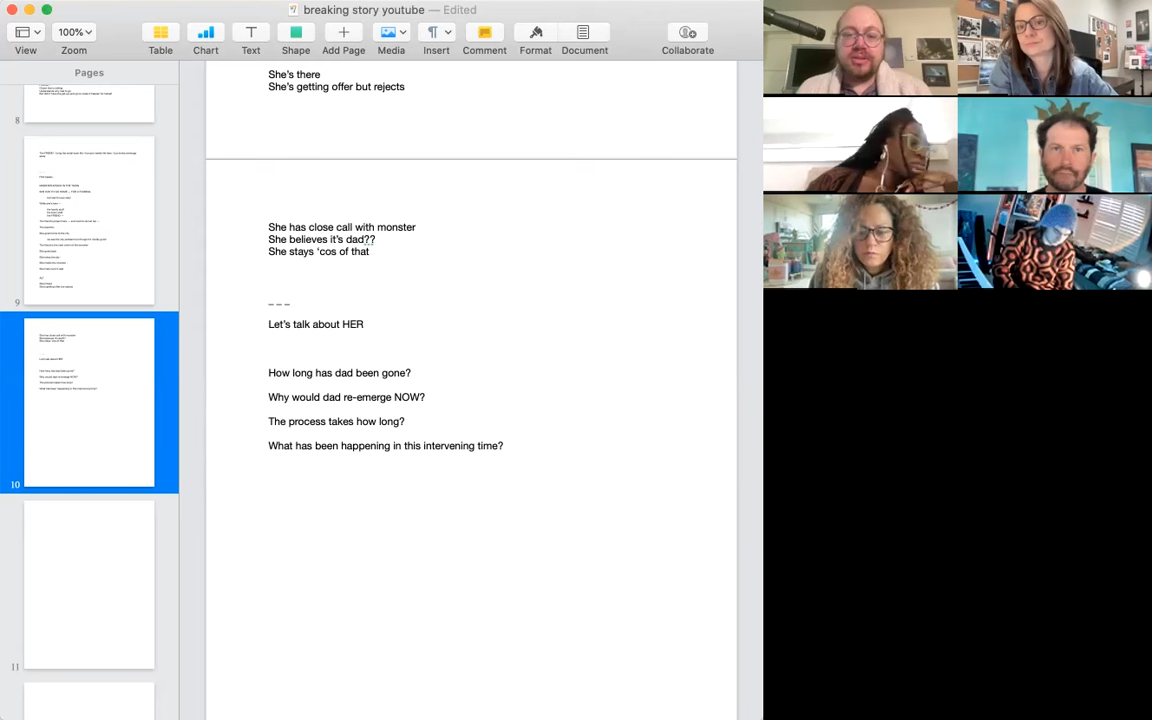 breaking story youtube — Edited
View
100%
Zoom
Table
Chart
Text
Shape
Add Page
Media
Insert
Comment
Format
Document
Collaborate
Pages
8
9
10
11
She's there
She's getting offer but rejects
She has close call with monster
She believes it's dad??
She stays 'cos of that
– – –
Let's talk about HER
How long has dad been gone?
Why would dad re-emerge NOW?
The process takes how long?
What has been happening in this intervening time?